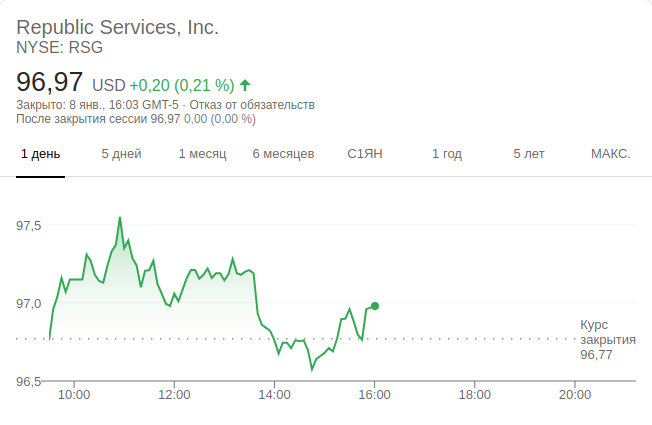 Republic Services, Inc.
NYSE: RSG
96,97 USD +0,20 (0,21 %)
Закрыто: 8 янв., 16:03 GMT-5 · Отказ от обязательств
После закрытия сессии 96,97 0,00 (0,00 %)
1 день 5 дней 1 месяц 6 месяцев С1ЯН 1 год 5 лет МАКС.
97,5
97,0
Курс
закрытия
96,77
96,5
10:00 12:00 14:00 16:00 18:00 20:00